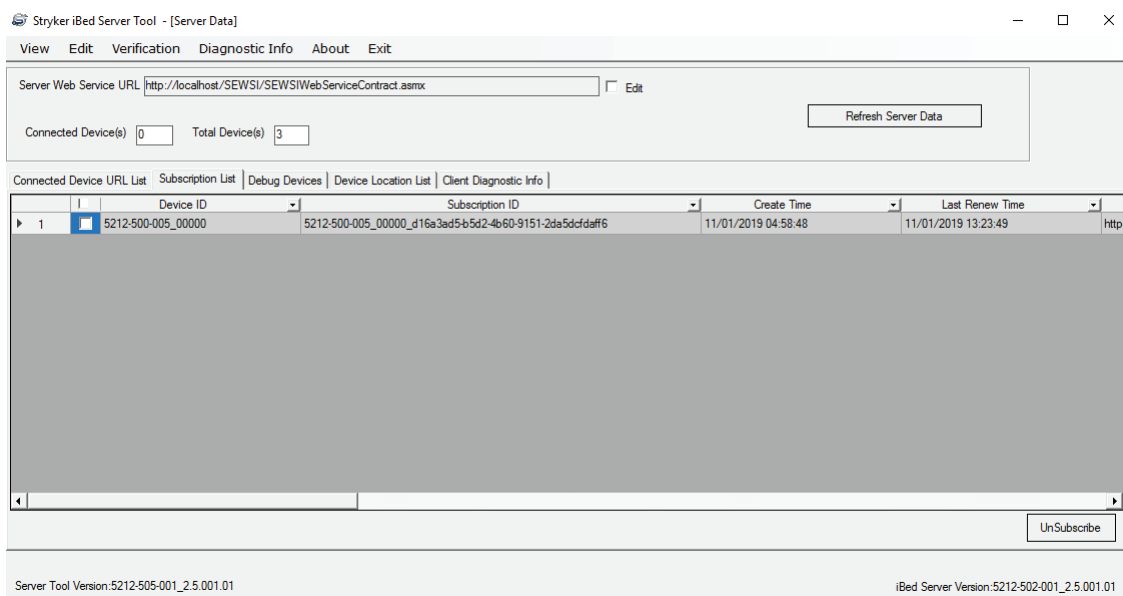 Stryker iBed Server Tool - [Server Data]
View Edit Verification Diagnostic Info About Exit
Server Web Service URL http://localhost/SEWSI/SEWSIWebServiceContract.asmx Edit
Refresh Server Data
Connected Device(s) 0 Total Device(s) 3
Connected Device URL List Subscription List Debug Devices Device Location List Client Diagnostic Info
Device ID Subscription ID Create Time Last Renew Time
1 5212-500-005_00000 5212-500-005_00000_d16a3ad5-b5d2-4b60-9151-2da5dcfdaff6 11/01/2019 04:58:48 11/01/2019 13:23:49 http
UnSubscribe
Server Tool Version:5212-505-001_2.5.001.01 iBed Server Version:5212-502-001_2.5.001.01